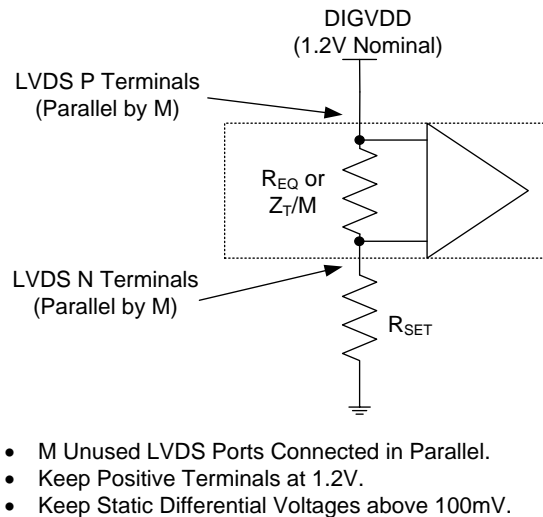 DIGVDD
(1.2V Nominal)
LVDS P Terminals
(Parallel by M)
R_EQ or
Z_T/M
LVDS N Terminals
(Parallel by M)
R_SET
• M Unused LVDS Ports Connected in Parallel.
• Keep Positive Terminals at 1.2V.
• Keep Static Differential Voltages above 100mV.